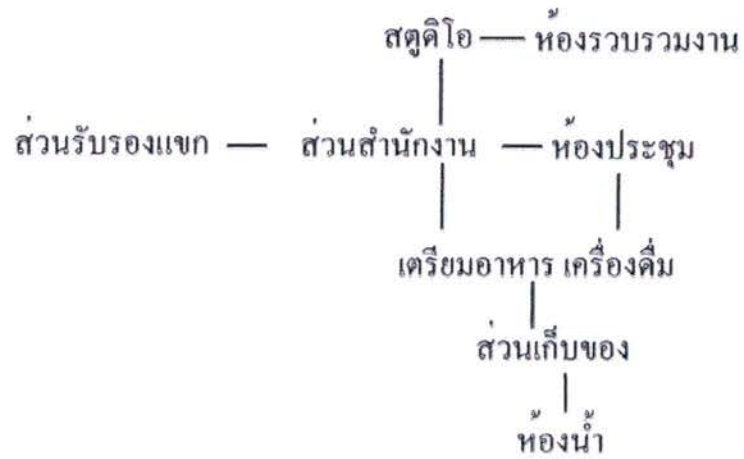 สตูดิโอ — ห้องรวบรวมงาน
ส่วนรับรองแขก — ส่วนสำนักงาน — ห้องประชุม
เตรียมอาหาร เครื่องดื่ม
ส่วนเก็บของ
ห้องน้ำ